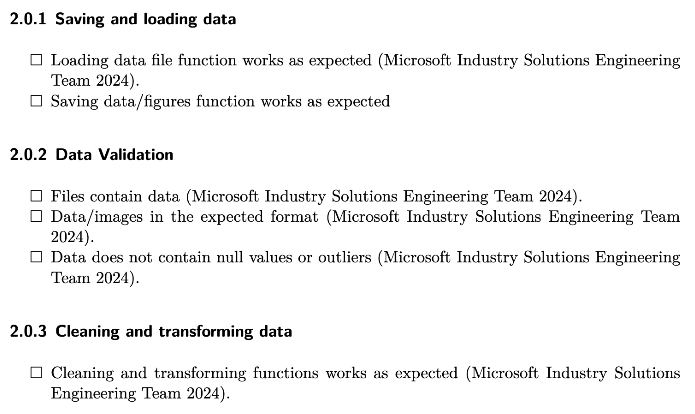 2.0.1 Saving and loading data
☐ Loading data file function works as expected (Microsoft Industry Solutions Engineering
Team 2024).
☐ Saving data/figures function works as expected
2.0.2 Data Validation
☐ Files contain data (Microsoft Industry Solutions Engineering Team 2024).
☐ Data/images in the expected format (Microsoft Industry Solutions Engineering Team
2024).
☐ Data does not contain null values or outliers (Microsoft Industry Solutions Engineering
Team 2024).
2.0.3 Cleaning and transforming data
☐ Cleaning and transforming functions works as expected (Microsoft Industry Solutions
Engineering Team 2024).